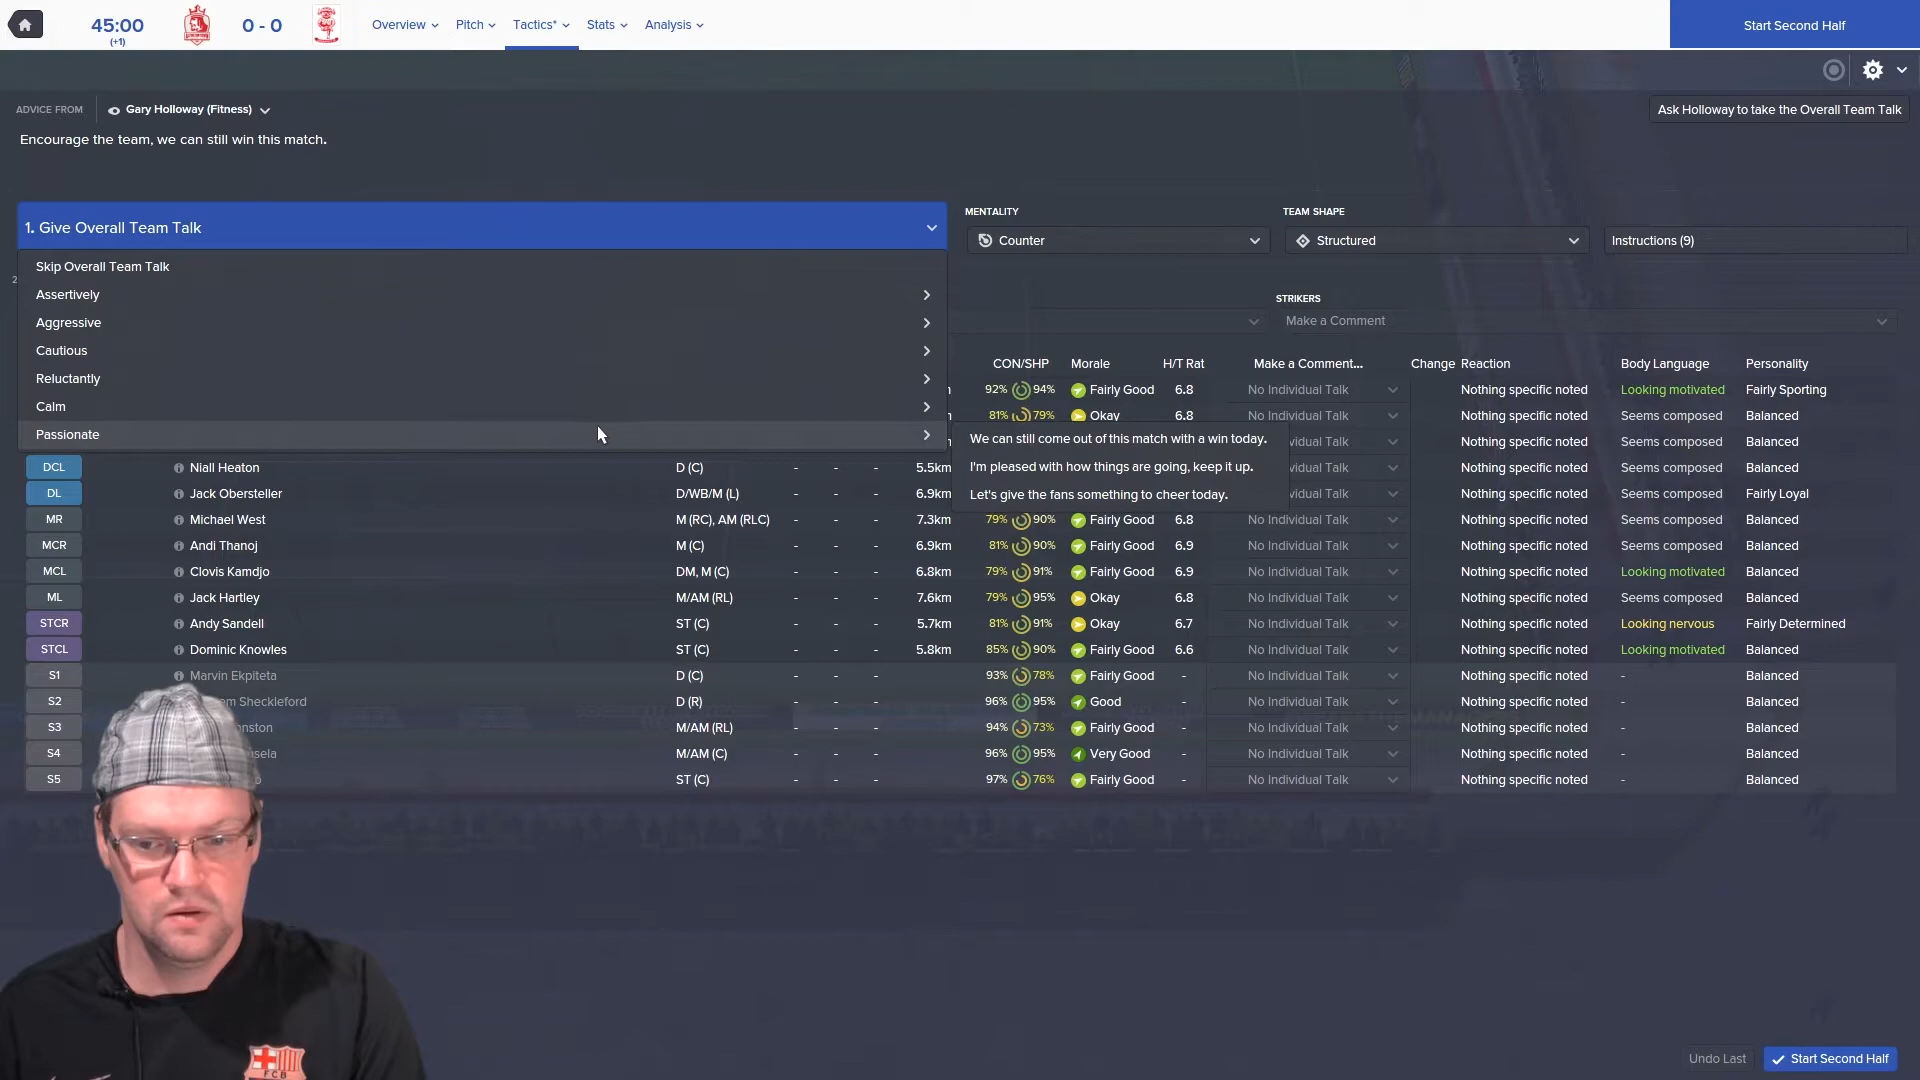 45:00
(+1)
0 - 0
Overview
Pitch
Tactics*
Stats
Analysis
Start Second Half
ADVICE FROM
Gary Holloway (Fitness)
Ask Holloway to take the Overall Team Talk
Encourage the team, we can still win this match.
1. Give Overall Team Talk
MENTALITY
Counter
TEAM SHAPE
Structured
Instructions (9)
Skip Overall Team Talk
Assertively
Aggressive
Cautious
Reluctantly
Calm
Passionate
2
STRIKERS
Make a Comment
We can still come out of this match with a win today.
I'm pleased with how things are going, keep it up.
Let's give the fans something to cheer today.
CON/SHP Morale H/T Rat Make a Comment... Change Reaction Body Language Personality
92% 94% Fairly Good 6.8 No Individual Talk Nothing specific noted Looking motivated Fairly Sporting
81% 79% Okay 6.8 No Individual Talk Nothing specific noted Seems composed Balanced
Nothing specific noted Seems composed Balanced
DCL Niall Heaton D (C) - - - 5.5km Nothing specific noted Seems composed Balanced
DL Jack Obersteller D/WB/M (L) - - - 6.9km Nothing specific noted Seems composed Fairly Loyal
MR Michael West M (RC), AM (RLC) - - - 7.3km 79% 90% Fairly Good 6.8 No Individual Talk Nothing specific noted Seems composed Balanced
MCR Andi Thanoj M (C) - - - 6.9km 81% 90% Fairly Good 6.9 No Individual Talk Nothing specific noted Seems composed Balanced
MCL Clovis Kamdjo DM, M (C) - - - 6.8km 79% 91% Fairly Good 6.9 No Individual Talk Nothing specific noted Looking motivated Balanced
ML Jack Hartley M/AM (RL) - - - 7.6km 79% 95% Okay 6.8 No Individual Talk Nothing specific noted Seems composed Balanced
STCR Andy Sandell ST (C) - - - 5.7km 81% 91% Okay 6.7 No Individual Talk Nothing specific noted Looking nervous Fairly Determined
STCL Dominic Knowles ST (C) - - - 5.8km 85% 90% Fairly Good 6.6 No Individual Talk Nothing specific noted Looking motivated Balanced
S1 Marvin Ekpiteta D (C) - - - 93% 78% Fairly Good - No Individual Talk Nothing specific noted - Balanced
S2 Sheckleford D (R) - - - 96% 95% Good - No Individual Talk Nothing specific noted - Balanced
S3 M/AM (RL) - - - 94% 73% Fairly Good - No Individual Talk Nothing specific noted - Balanced
S4 M/AM (C) - - - 96% 95% Very Good - No Individual Talk Nothing specific noted - Balanced
S5 ST (C) - - - 97% 76% Fairly Good - No Individual Talk Nothing specific noted - Balanced
FCB
Undo Last
Start Second Half